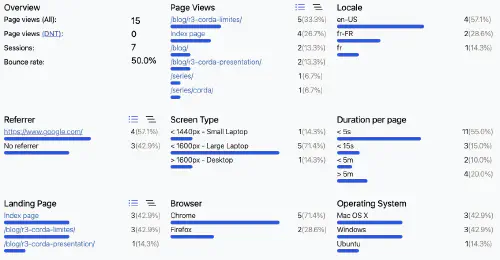 Overview
Page views (All): 15
Page views (DNT): 0
Sessions: 7
Bounce rate: 50.0%
Page Views
/blog/r3-corda-limites/ 5(33.3%)
Index page 4(26.7%)
/blog/ 2(13.3%)
/blog/r3-corda-presentation/ 2(13.3%)
/series/ 1(6.7%)
/series/corda/ 1(6.7%)
Locale
en-US 4(57.1%)
fr-FR 2(28.6%)
fr 1(14.3%)
Referrer
https://www.google.com/ 4(57.1%)
No referrer 3(42.9%)
Screen Type
< 1440px - Small Laptop 1(14.3%)
< 1600px - Large Laptop 5(71.4%)
> 1600px - Desktop 1(14.3%)
Duration per page
< 5s 11(55.0%)
< 15s 3(15.0%)
< 5m 2(10.0%)
> 5m 4(20.0%)
Landing Page
Index page 3(42.9%)
/blog/r3-corda-limites/ 3(42.9%)
/blog/r3-corda-presentation/ 1(14.3%)
Browser
Chrome 5(71.4%)
Firefox 2(28.6%)
Operating System
Mac OS X 3(42.9%)
Windows 3(42.9%)
Ubuntu 1(14.3%)